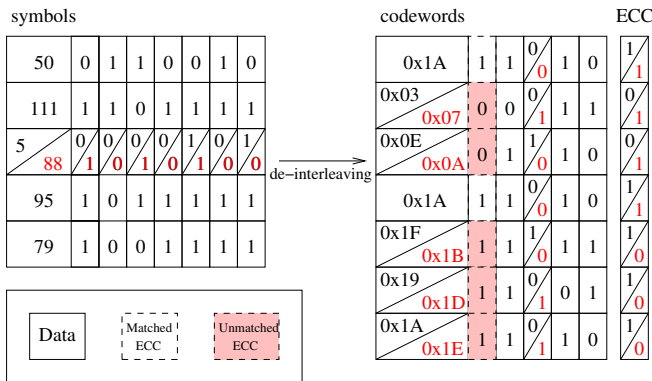 symbols
50 0 1 1 0 0 1 0
111 1 1 0 1 1 1 1
5 0 0 0 0 1 0 1
88 1 0 1 0 1 0 0
95 1 0 1 1 1 1 1
79 1 0 0 1 1 1 1
de-interleaving
codewords ECC
0x1A 1 1 0 1 0 1
0 1
0x03 0 0 0 1 1 0
0x07 1 1
0x0E 0 1 1 1 0 0
0x0A 0 1
0x1A 1 1 0 1 0 1
0 1
0x1F 1 1 1 1 1 1
0x1B 0 0
0x19 1 1 0 0 1 1
0x1D 1 0
0x1A 1 1 0 1 0 1
0x1E 1 0
Data
Matched
ECC
Unmatched
ECC